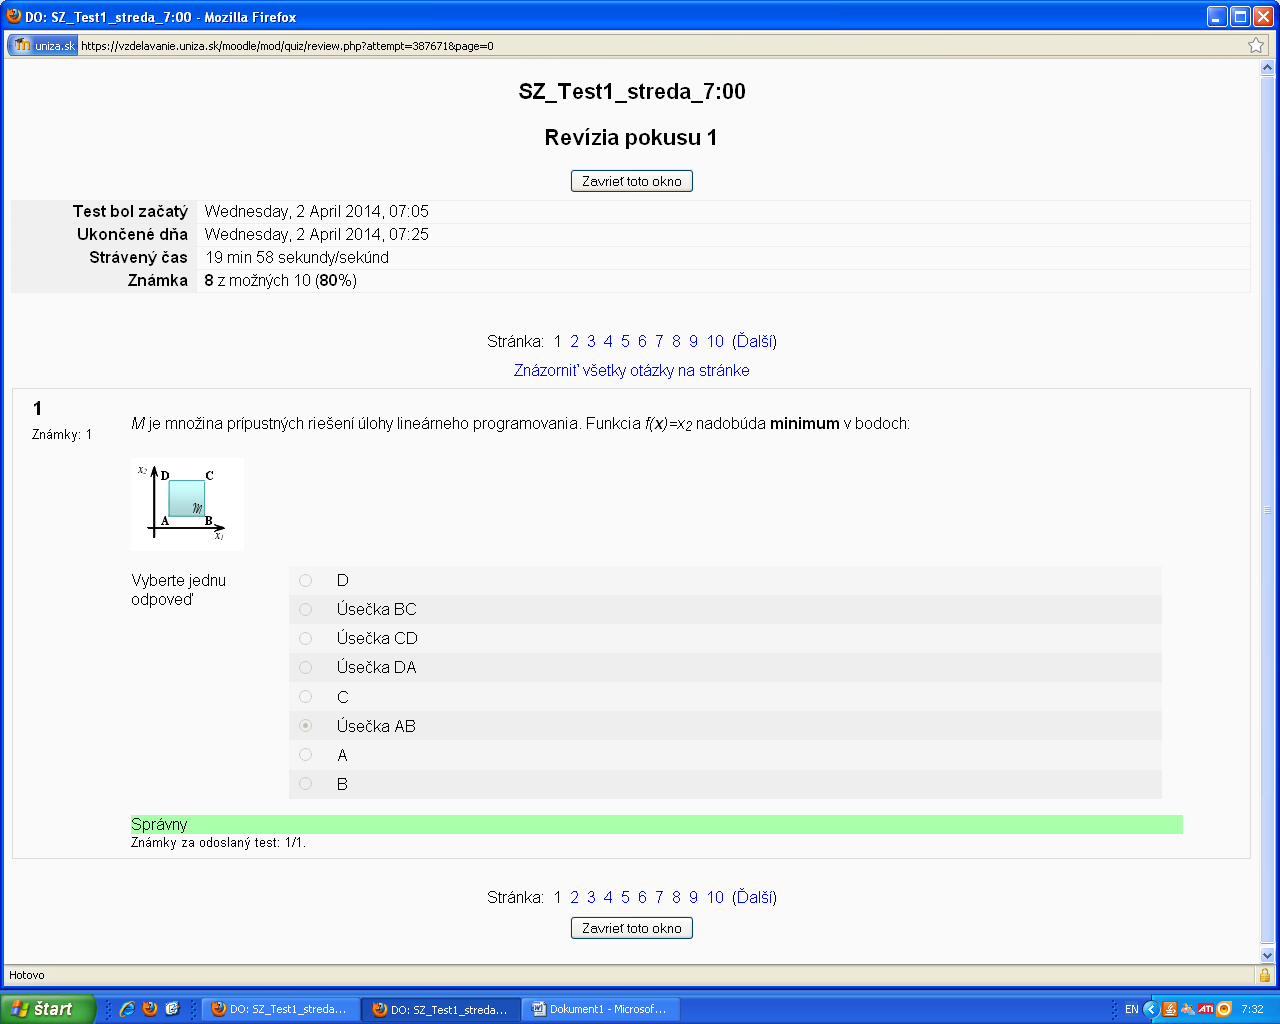 DO: SZ_Test1_streda_7:00 - Mozilla Firefox
uniza.sk https://vzdelavanie.uniza.sk/moodle/mod/quiz/review.php?attempt=387671&page=0
SZ_Test1_streda_7:00
Revízia pokusu 1
Zavrieť toto okno
Test bol začatý Wednesday, 2 April 2014, 07:05
Ukončené dňa Wednesday, 2 April 2014, 07:25
Strávený čas 19 min 58 sekundy/sekúnd
Známka 8 z možných 10 (80%)
Stránka: 1 2 3 4 5 6 7 8 9 10 (Ďalší)
Znázorniť všetky otázky na stránke
1
Známky: 1
M je množina prípustných riešení úlohy lineárneho programovania. Funkcia f(x)=x2 nadobúda minimum v bodoch:
x2 D C
M
A B
x1
Vyberte jednu odpoveď
D
Úsečka BC
Úsečka CD
Úsečka DA
C
Úsečka AB
A
B
Správny
Známky za odoslaný test: 1/1.
Stránka: 1 2 3 4 5 6 7 8 9 10 (Ďalší)
Zavrieť toto okno
Hotovo
štart DO: SZ_Test1_streda... DO: SZ_Test1_streda... Dokument1 - Microsof... EN ATI 7:32